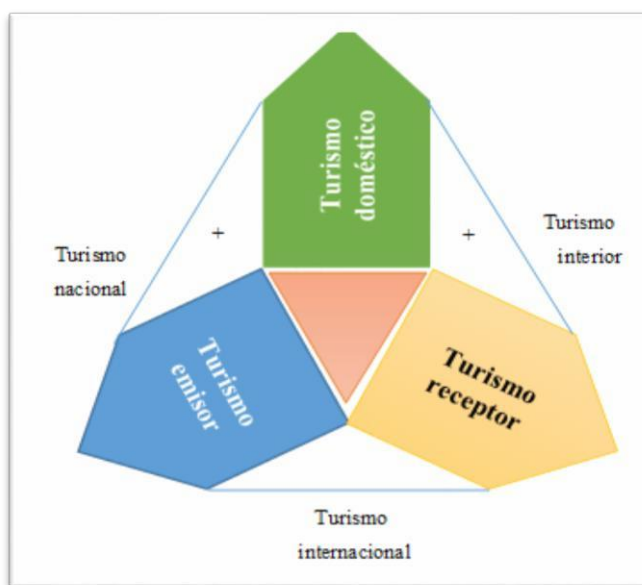 Turismo
doméstico
+
+
Turismo
interior
Turismo
nacional
Turismo
emisor
Turismo
receptor
Turismo
internacional